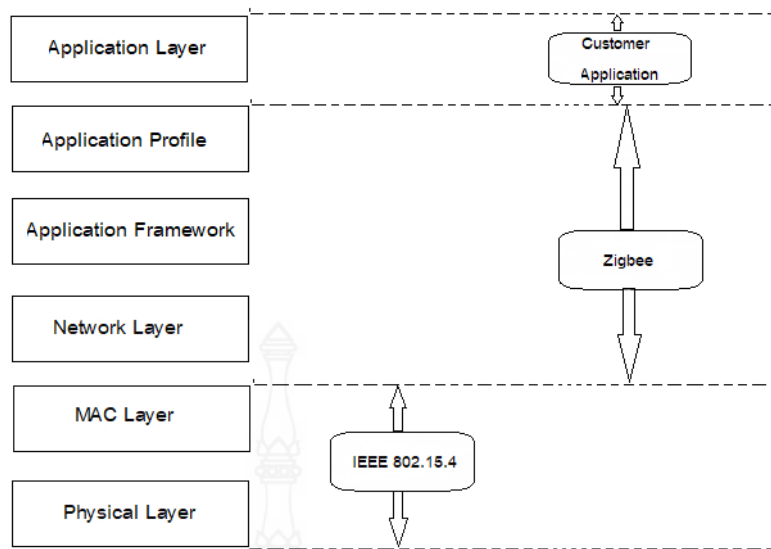 Application Layer
Customer
Application
Application Profile
Application Framework
Zigbee
Network Layer
MAC Layer
IEEE 802.15.4
Physical Layer